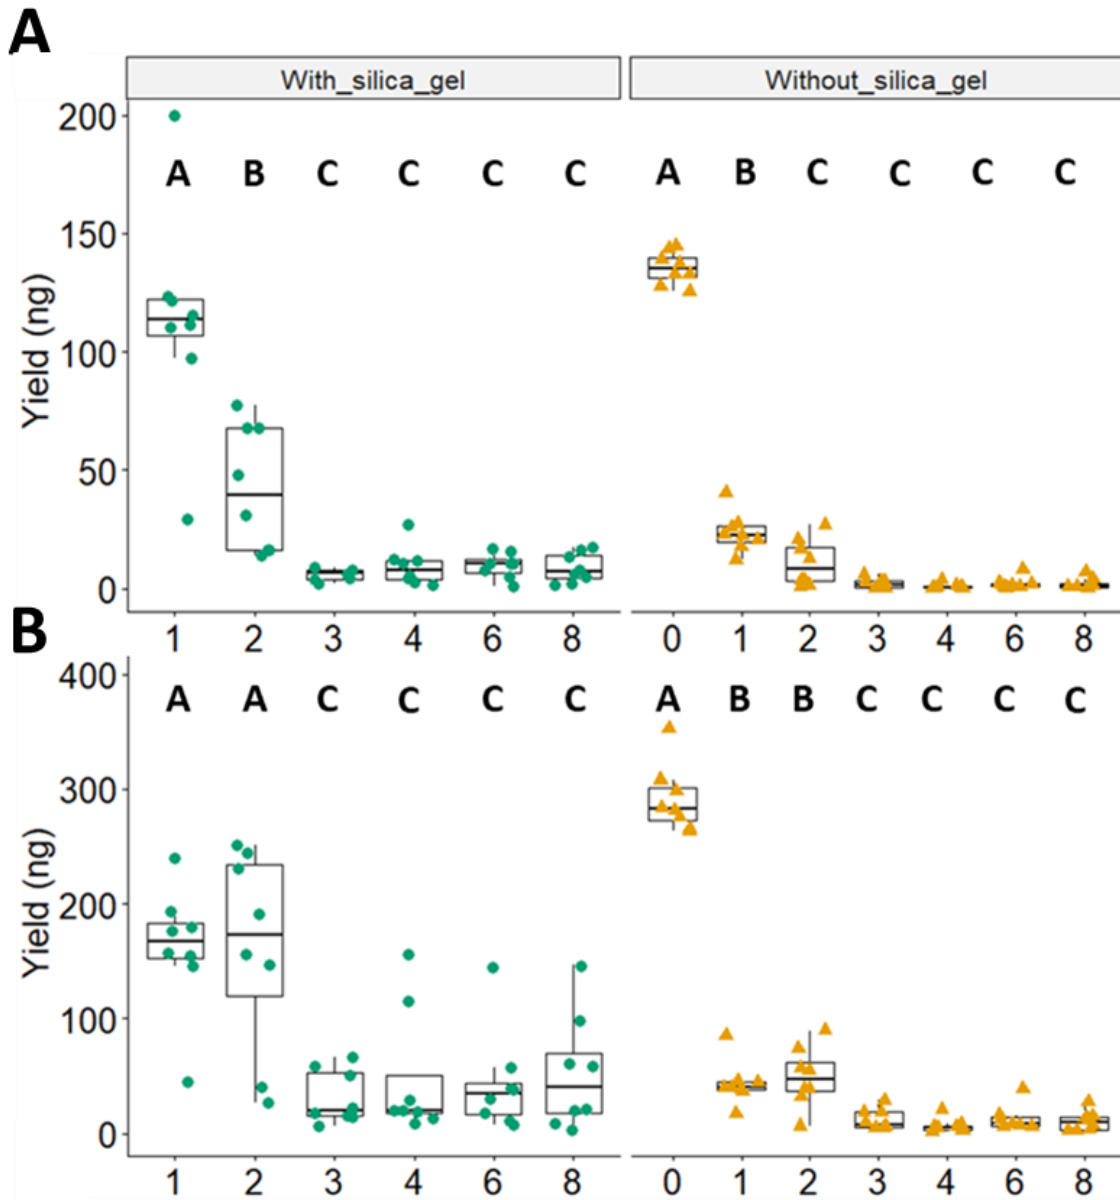 A
With_silica_gel Without_silica_gel
200
A B C C C C A B C C C C
150
Yield (ng)
100
50
0
1 2 3 4 6 8 0 1 2 3 4 6 8
B
400
A A C C C C A B B C C C C
300
Yield (ng)
200
100
0
1 2 3 4 6 8 0 1 2 3 4 6 8